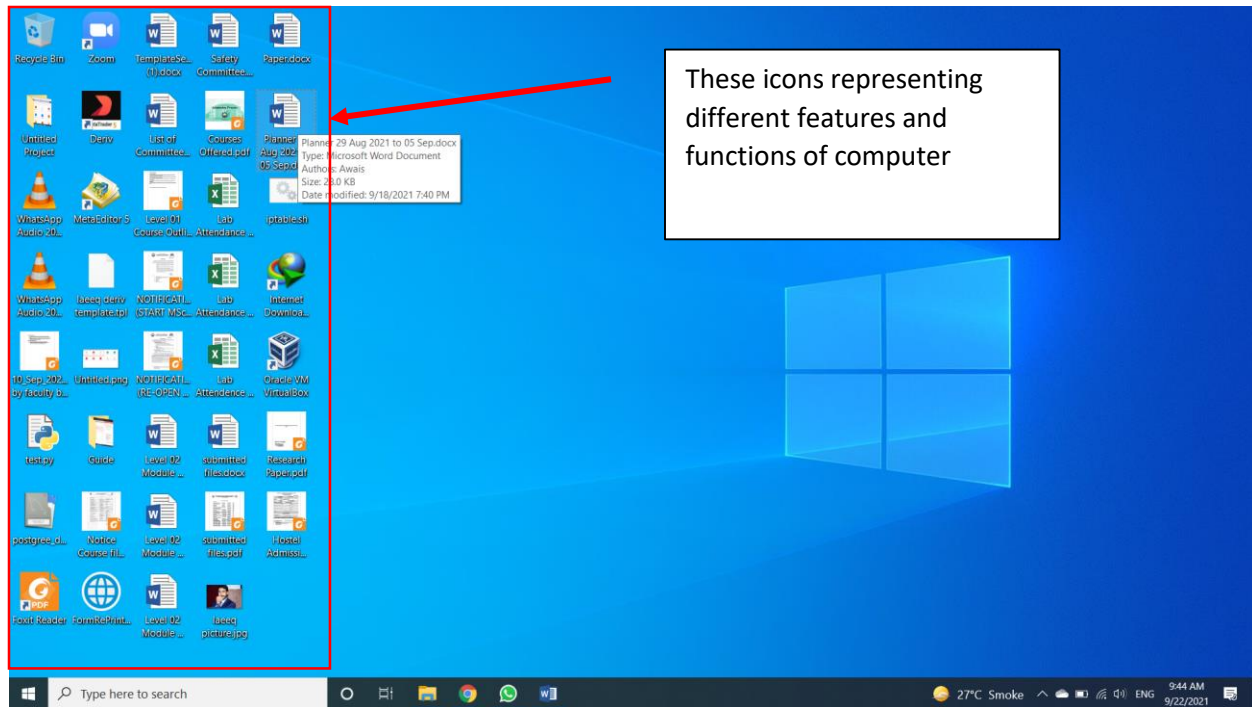 Recycle Bin
Zoom
TemplateSe...
(1).docx
Safety
Committee...
Paper.docx
These icons representing
different features and
functions of computer
Untitled
Project
Deriv
List of
Committee...
Courses
Offered.pdf
Planner 29 Aug 2021 to 05 Sep.docx
Type: Microsoft Word Document
Authors: Awais
Size: 28.0 KB
Date modified: 9/18/2021 7:40 PM
WhatsApp
Audio 20...
MetaEditor 5
Level 01
Course Outli...
Lab
Attendance ...
iptable.sh
WhatsApp
Audio 20...
laeeq deriv
template.tpl
NOTIFICATI...
(START MSc...
Lab
Attendance ...
Internet
Downloa...
10_Sep_202...
by faculty b...
Untitled.png
NOTIFICATI...
(RE-OPEN ...
Lab
Attendence ...
Oracle VM
VirtualBox
test.py
Guide
Level 02
Module ...
submitted
files.docx
Research
Paper.pdf
postgree_d...
Notice
Course fil...
Level 02
Module ...
submitted
files.pdf
Hostel
Admissi...
PDF
Foxit Reader
FormRePrint...
Level 02
Module ...
laeeq
picture.jpg
Type here to search
27°C Smoke
ENG
9:44 AM
9/22/2021